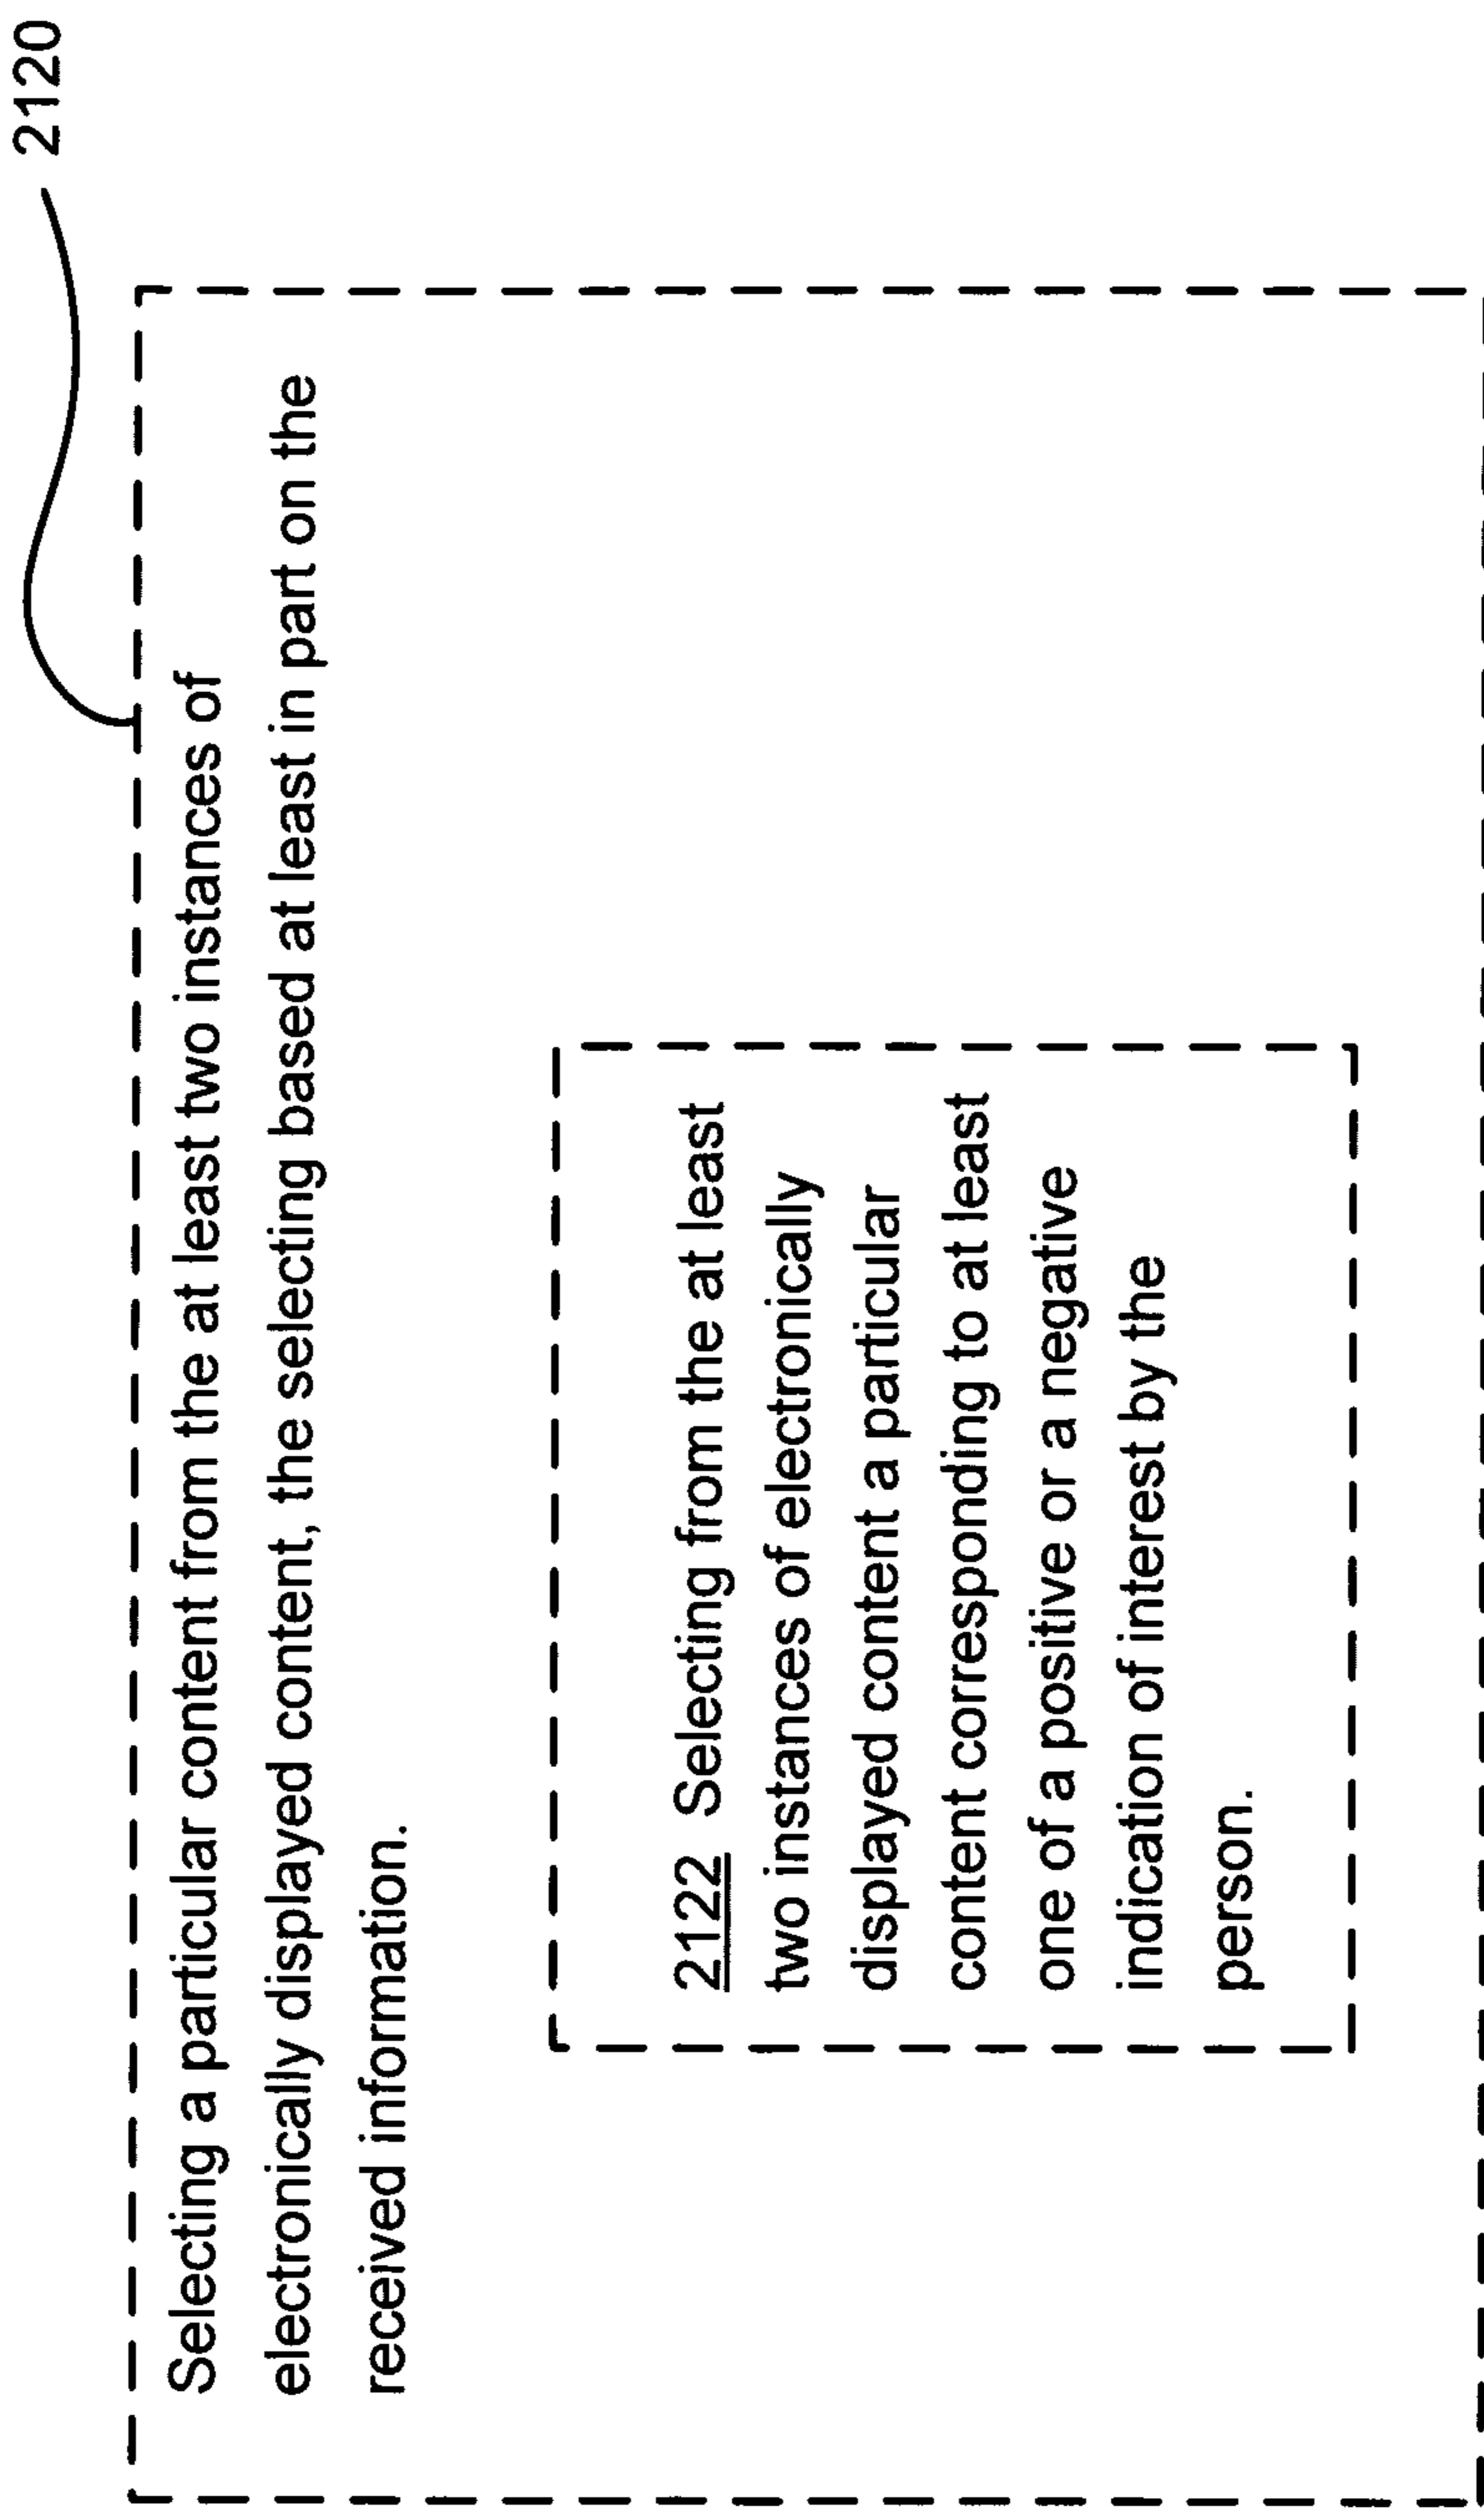 2120
Selecting a particular content from the at least two instances of
electronically displayed content, the selecting based at least in part on the
received information.
2122 Selecting from the at least
two instances of electronically
displayed content a particular
content corresponding to at least
one of a positive or a negative
indication of interest by the
person.